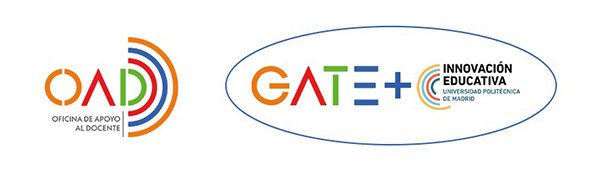 OAD
OFICINA DE APOYO
AL DOCENTE
GATE+
INNOVACIÓN
EDUCATIVA
UNIVERSIDAD POLITÉCNICA
DE MADRID